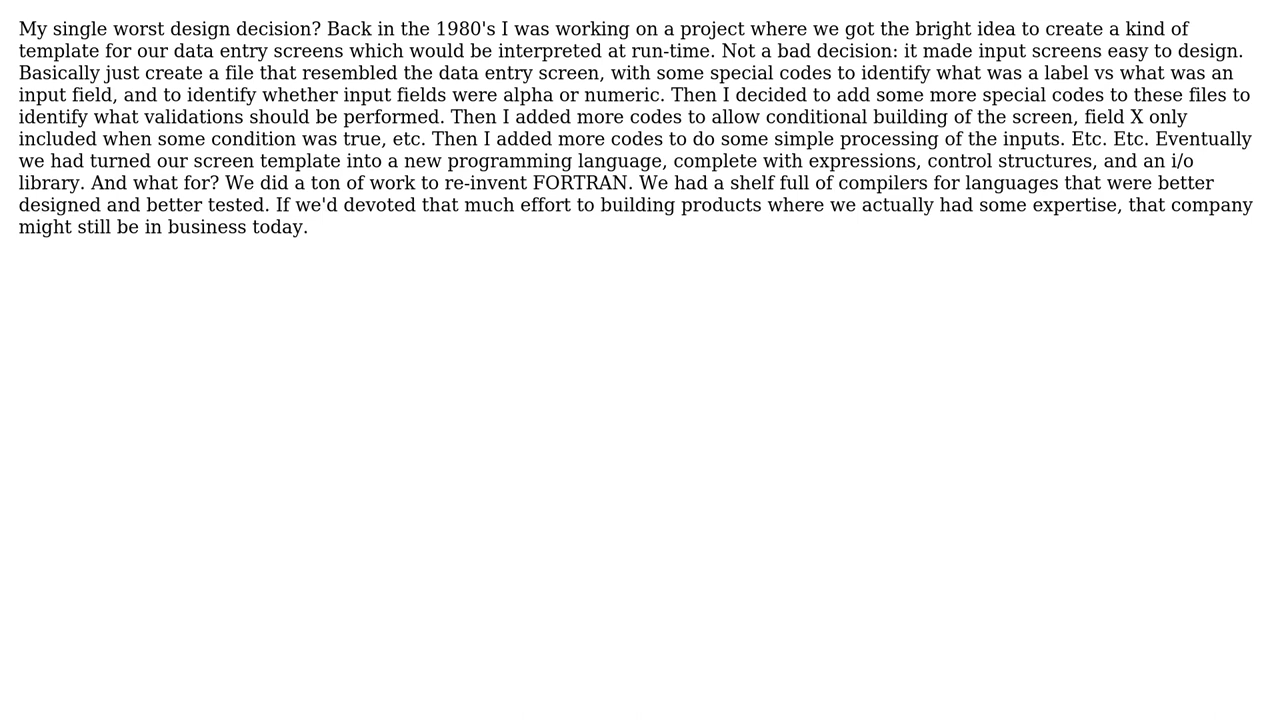 My single worst design decision? Back in the 1980's I was working on a project where we got the bright idea to create a kind of
template for our data entry screens which would be interpreted at run-time. Not a bad decision: it made input screens easy to design.
Basically just create a file that resembled the data entry screen, with some special codes to identify what was a label vs what was an
input field, and to identify whether input fields were alpha or numeric. Then I decided to add some more special codes to these files to
identify what validations should be performed. Then I added more codes to allow conditional building of the screen, field X only
included when some condition was true, etc. Then I added more codes to do some simple processing of the inputs. Etc. Etc. Eventually
we had turned our screen template into a new programming language, complete with expressions, control structures, and an i/o
library. And what for? We did a ton of work to re-invent FORTRAN. We had a shelf full of compilers for languages that were better
designed and better tested. If we'd devoted that much effort to building products where we actually had some expertise, that company
might still be in business today.